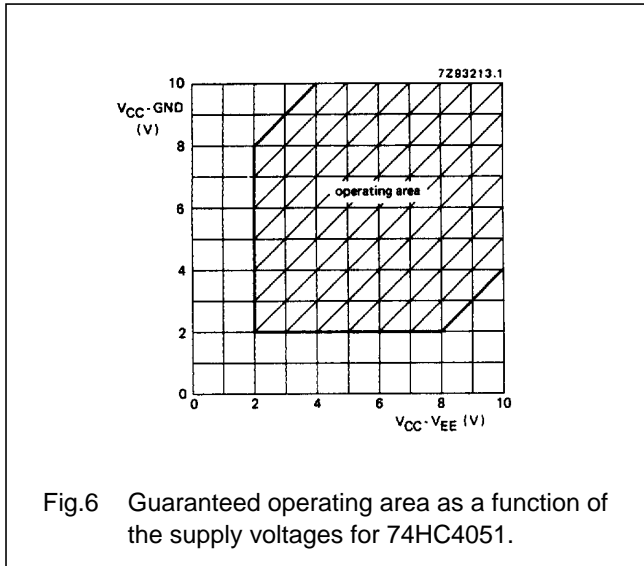 7Z83213.1
10
VCC-GND
(V)
8
operating area
6
4
2
0
0 2 4 6 8 10
VCC-VEE (V)
Fig.6 Guaranteed operating area as a function of
the supply voltages for 74HC4051.